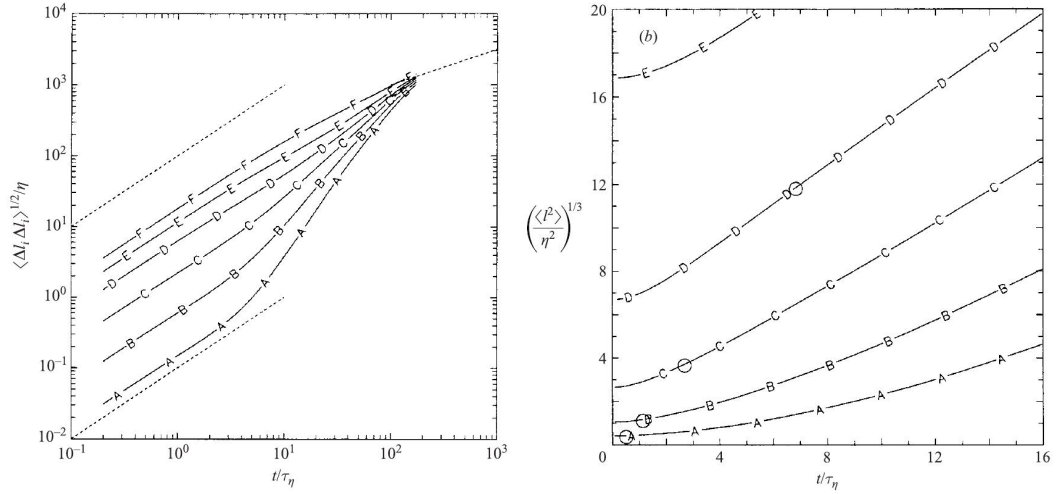 10^4
10^3
10^2
10^1
10^0
10^-1
10^-2
⟨Δl_i Δl_i⟩^1/2/η
F F F F F
E E E E E
D D D D D D
C C C C C
B B B B B B
A A A A A A
10^-1 10^0 10^1 10^2 10^3
t/τ_η
(b)
20
16
12
8
4
0
(⟨l^2⟩/η^2)^1/3
E E E
D D D D D D D D
C C C C C C C
B B B B B B
A A A A A A A
0 4 8 12 16
t/τ_η